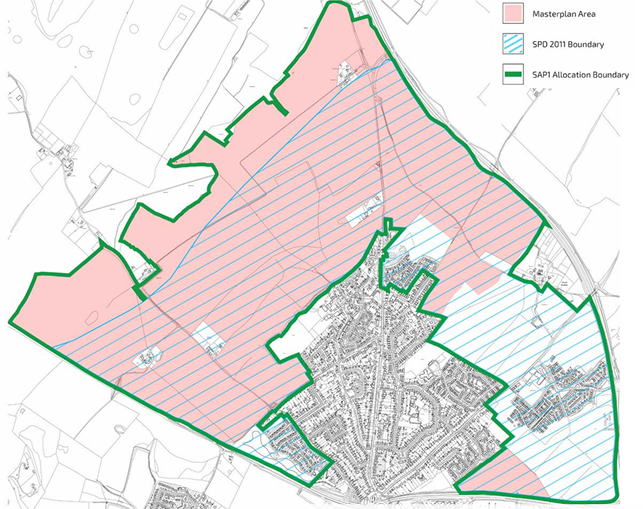 Masterplan Area
SPD 2011 Boundary
SAP1 Allocation Boundary